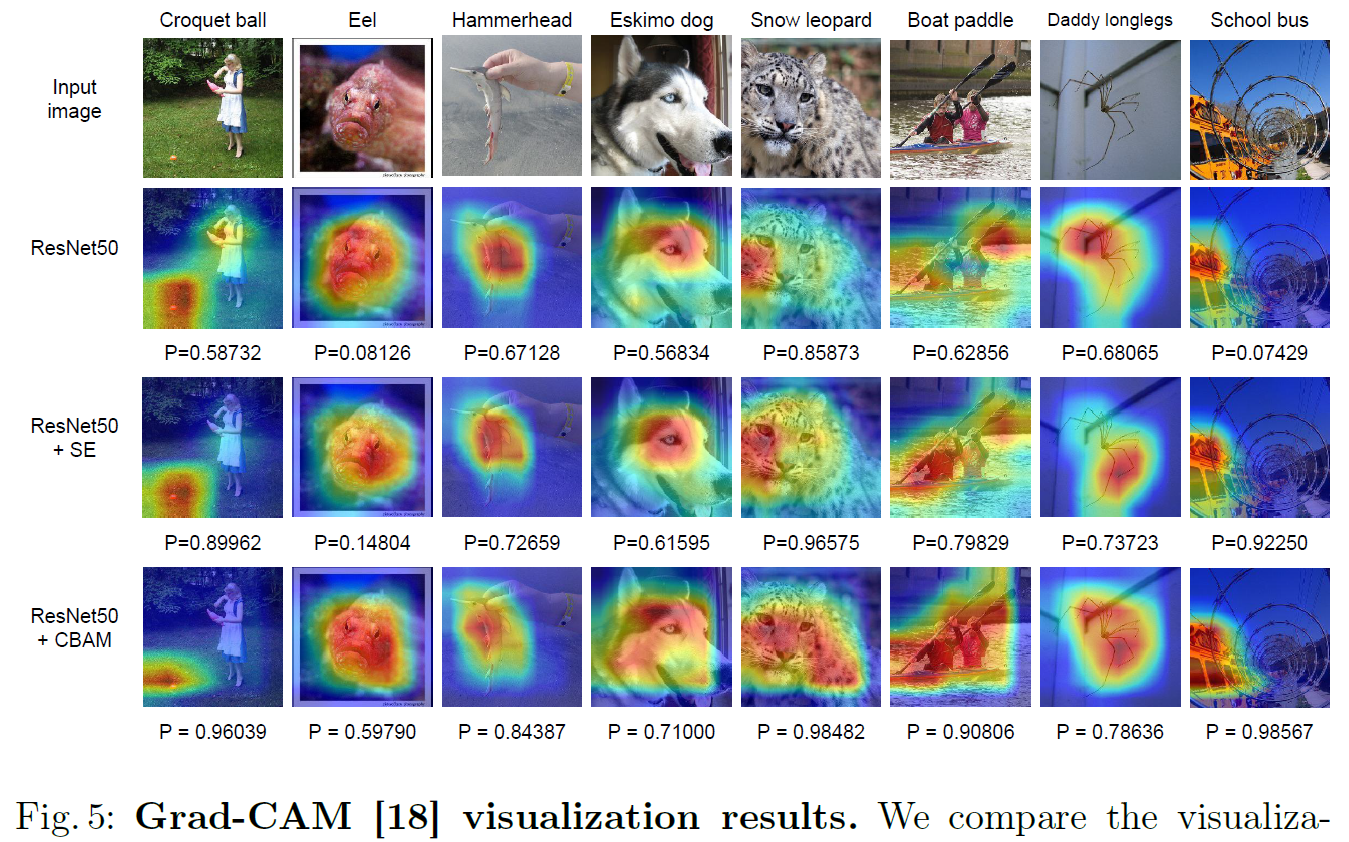 Croquet ball Eel Hammerhead Eskimo dog Snow leopard Boat paddle Daddy longlegs School bus
Input
image
ResNet50
P=0.58732 P=0.08126 P=0.67128 P=0.56834 P=0.85873 P=0.62856 P=0.68065 P=0.07429
ResNet50
+ SE
P=0.89962 P=0.14804 P=0.72659 P=0.61595 P=0.96575 P=0.79829 P=0.73723 P=0.92250
ResNet50
+ CBAM
P = 0.96039 P = 0.59790 P = 0.84387 P = 0.71000 P = 0.98482 P = 0.90806 P = 0.78636 P = 0.98567
Fig. 5: Grad-CAM [18] visualization results. We compare the visualiza-